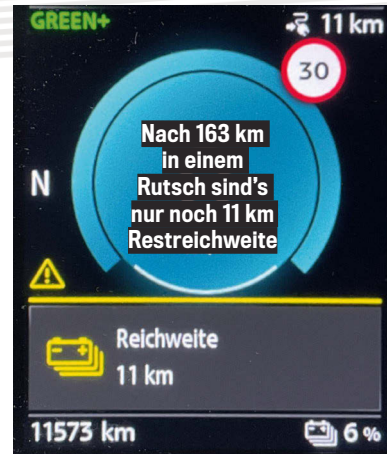 GREEN+
11 km
30
Nach 163 km
in einem
Rutsch sind's
nur noch 11 km
Restreichweite
N
Reichweite
11 km
11573 km
6 %